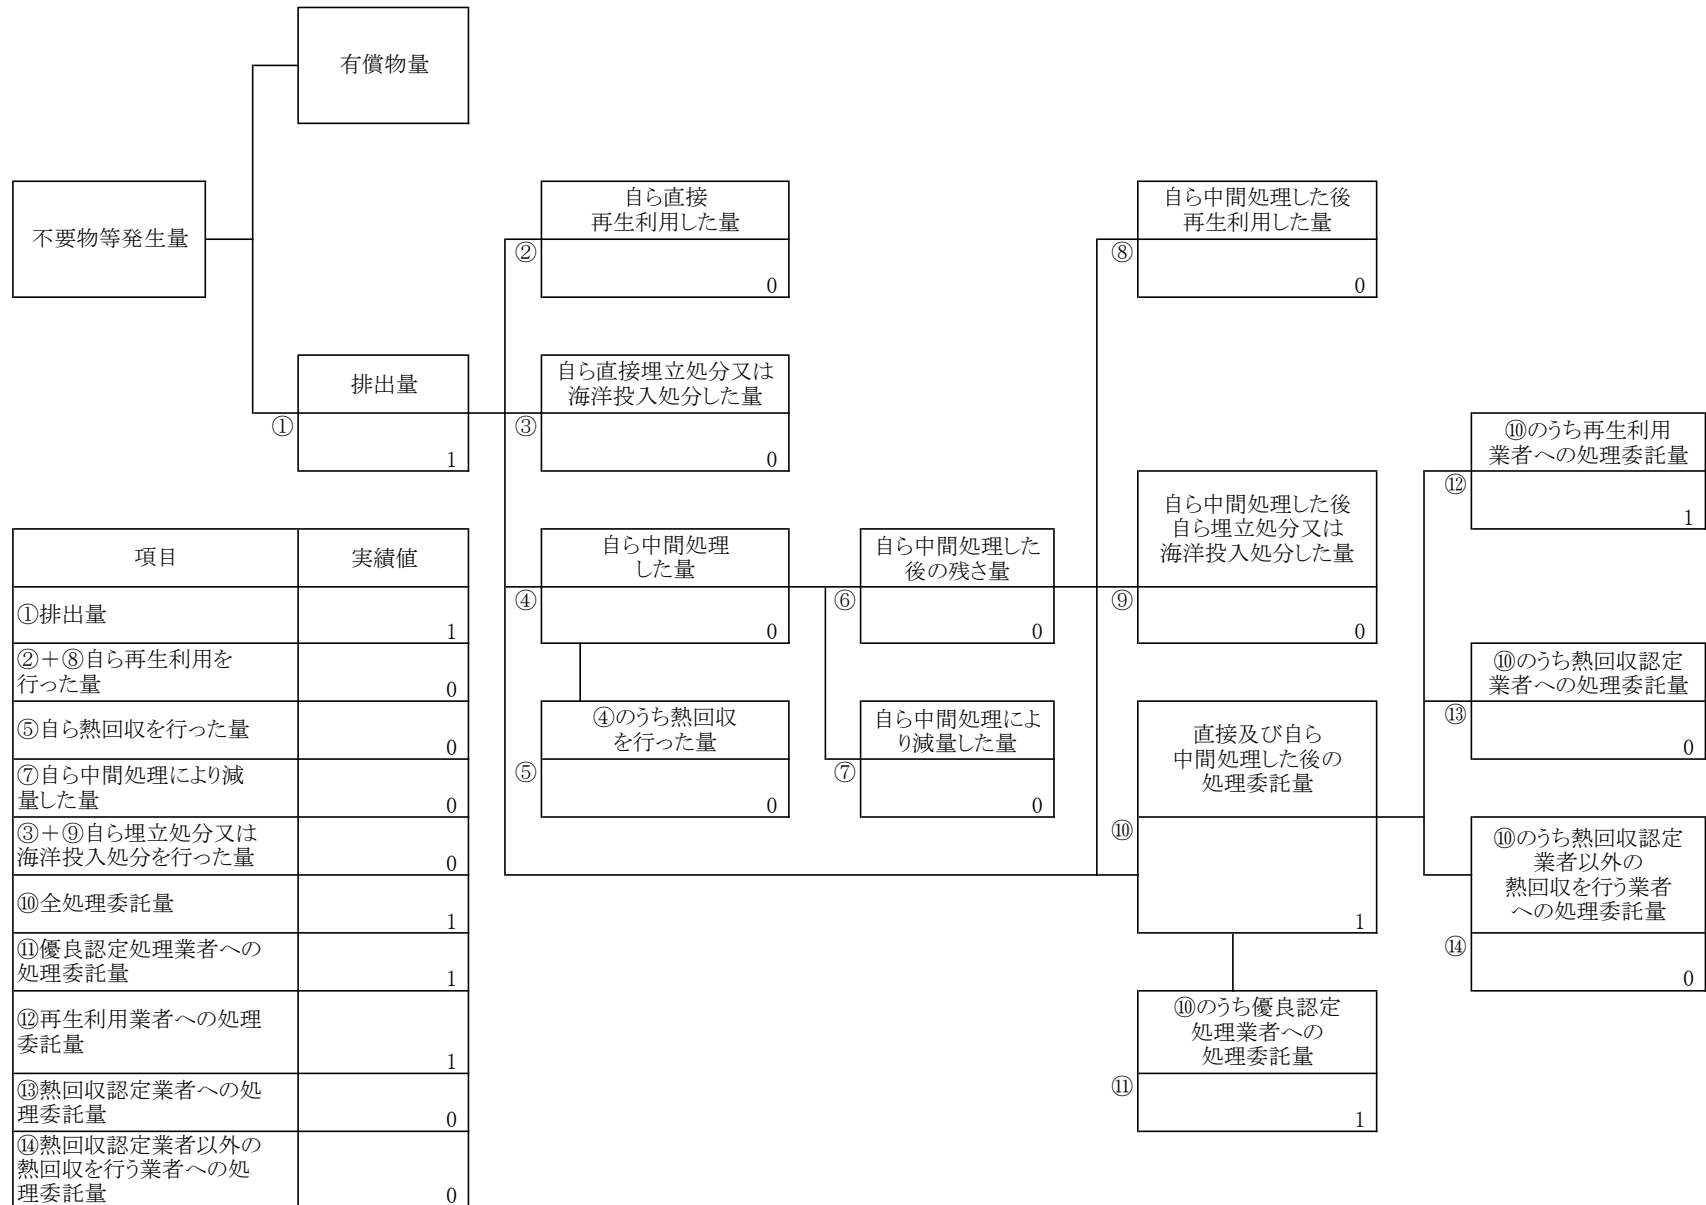 有償物量
不要物等発生量
自ら直接
再生利用した量
②
0
自ら中間処理した後
再生利用した量
⑧
0
排出量
①
1
自ら直接埋立処分又は
海洋投入処分した量
③
0
⑩のうち再生利用
業者への処理委託量
⑫
1
自ら中間処理
した量
④
0
自ら中間処理した
後の残さ量
⑥
0
自ら中間処理した後
自ら埋立処分又は
海洋投入処分した量
⑨
0
⑩のうち熱回収認定
業者への処理委託量
⑬
0
④のうち熱回収
を行った量
⑤
0
自ら中間処理によ
り減量した量
⑦
0
直接及び自ら
中間処理した後の
処理委託量
⑩
1
⑩のうち熱回収認定
業者以外の
熱回収を行う業者
への処理委託量
⑭
0
⑩のうち優良認定
処理業者への
処理委託量
⑪
1
項目 実績値
①排出量
1
②＋⑧自ら再生利用を
行った量
0
⑤自ら熱回収を行った量
0
⑦自ら中間処理により減
量した量
0
③＋⑨自ら埋立処分又は
海洋投入処分を行った量
0
⑩全処理委託量
1
⑪優良認定処理業者への
処理委託量
1
⑫再生利用業者への処理
委託量
1
⑬熱回収認定業者への処
理委託量
0
⑭熱回収認定業者以外の
熱回収を行う業者への処
理委託量
0